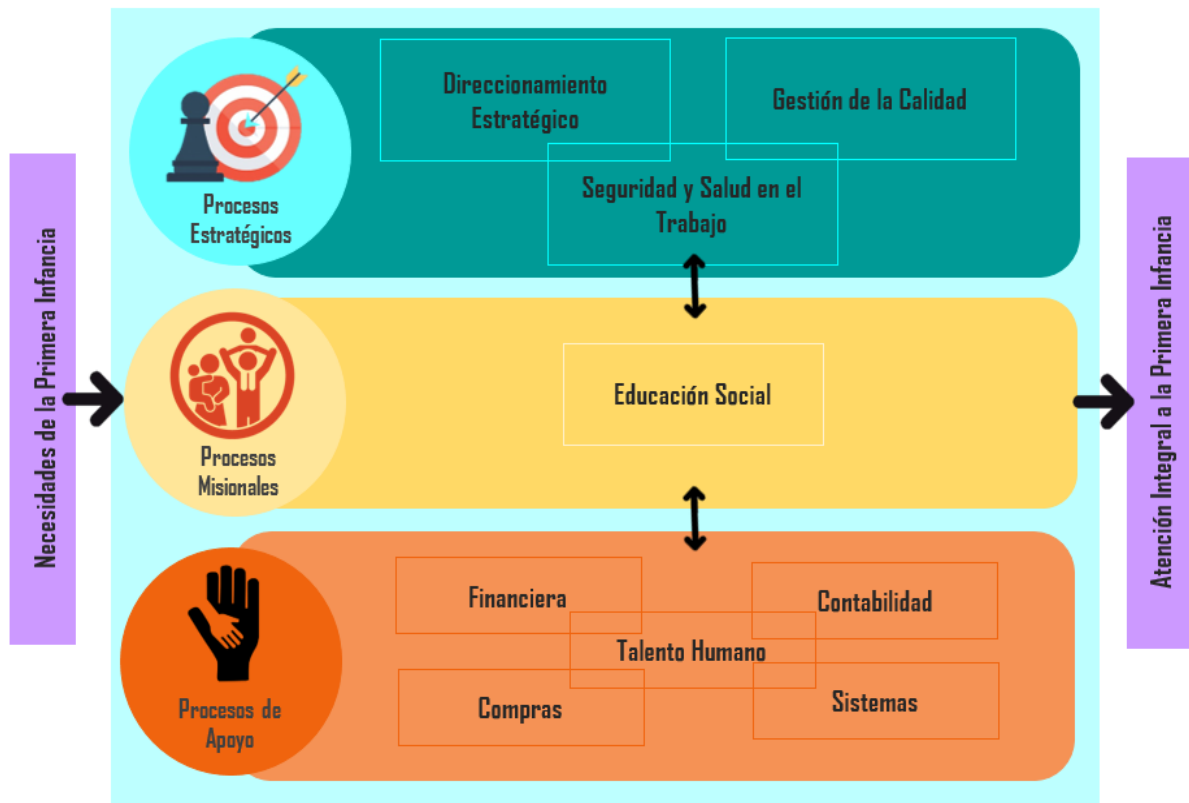 Necesidades de la Primera Infancia
Procesos
Estratégicos
Direccionamiento
Estratégico
Gestión de la Calidad
Seguridad y Salud en el
Trabajo
Procesos
Misionales
Educación Social
Procesos de
Apoyo
Financiera
Contabilidad
Talento Humano
Compras
Sistemas
Atención Integral a la Primera Infancia